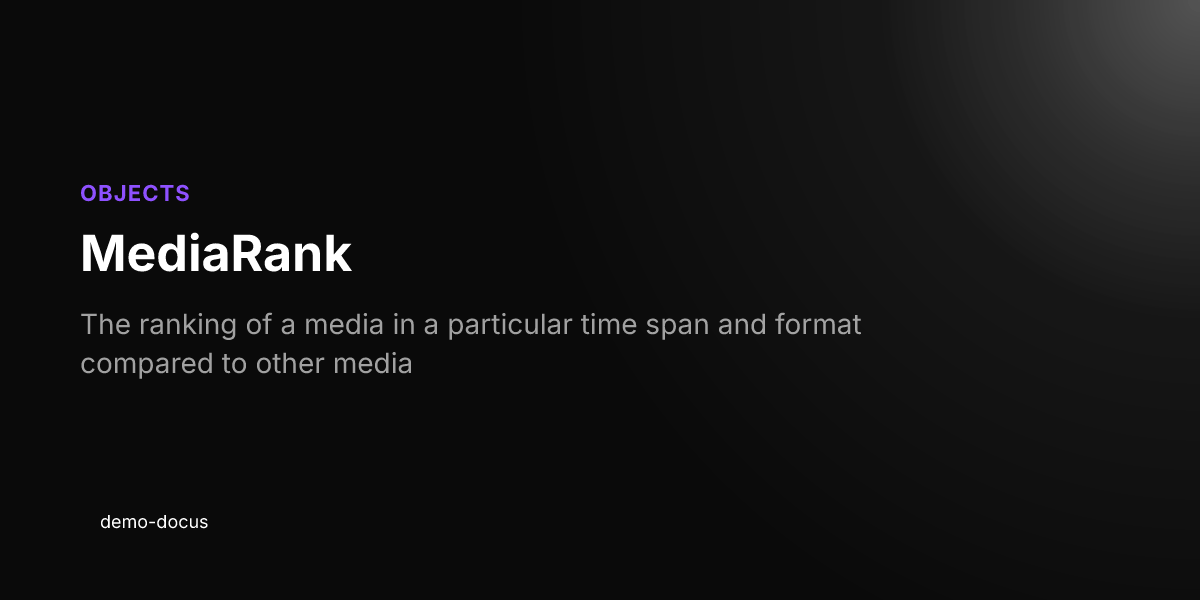 OBJECTS
MediaRank
The ranking of a media in a particular time span and format
compared to other media
demo-docus